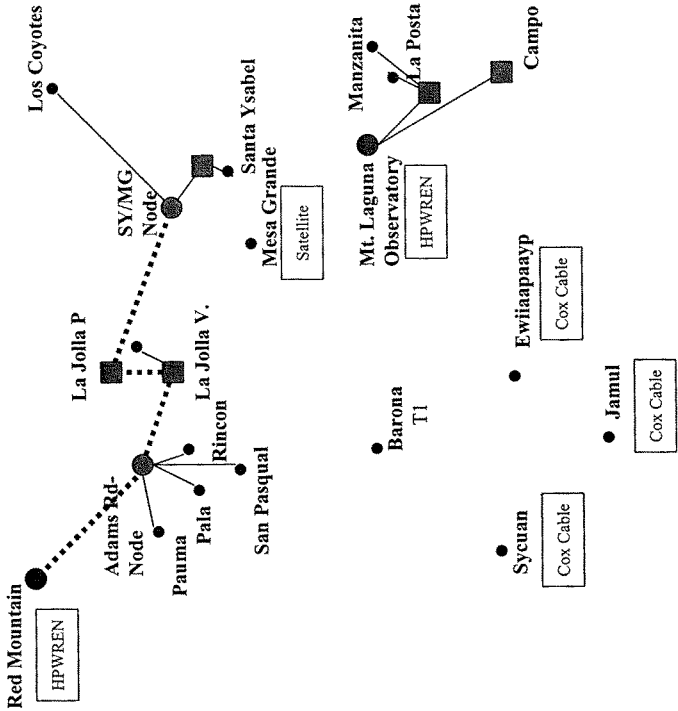 Los Coyotes
SY/MG
Node
Santa Ysabel
Mesa Grande
Satellite
La Jolla P
La Jolla V.
Adams Rd-
Node
Rincon
Pala
Pauma
San Pasqual
Red Mountain
HPWREN
Manzanita
La Posta
Campo
Mt. Laguna
Observatory
HPWREN
Ewiiaapaayp
Cox Cable
Barona
T1
Jamul
Cox Cable
Sycuan
Cox Cable